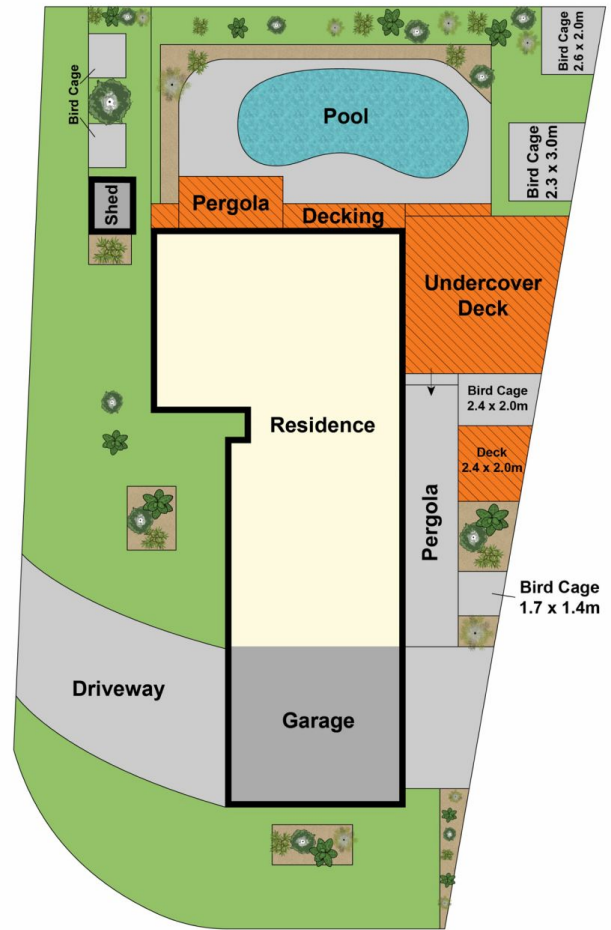 Bird Cage
2.6 x 2.0m
Bird Cage
Pool
Bird Cage
2.3 x 3.0m
Shed
Pergola
Decking
Undercover
Deck
Bird Cage
2.4 x 2.0m
Residence
Deck
2.4 x 2.0m
Pergola
Bird Cage
1.7 x 1.4m
Driveway
Garage